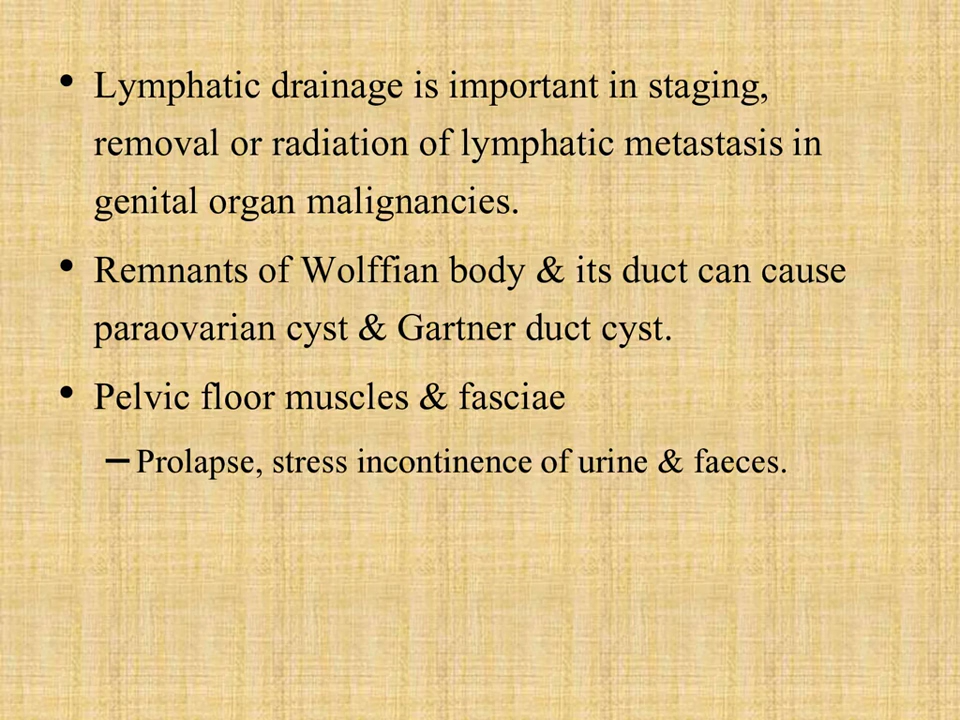 • Lymphatic drainage is important in staging,
removal or radiation of lymphatic metastasis in
genital organ malignancies.
• Remnants of Wolffian body & its duct can cause
paraovarian cyst & Gartner duct cyst.
• Pelvic floor muscles & fasciae
– Prolapse, stress incontinence of urine & faeces.